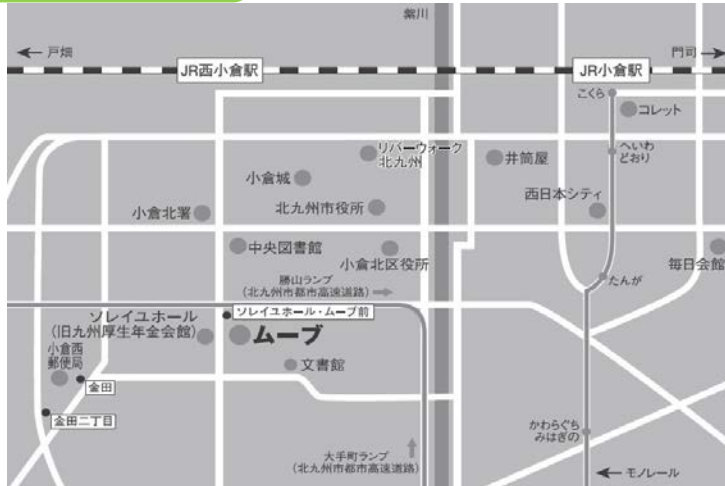 紫川
← 戸畑
門司 →
JR西小倉駅
JR小倉駅
こくら
コレット
リバーウォーク
北九州
井筒屋
へいわ
どおり
小倉城
西日本シティ
小倉北署
北九州市役所
中央図書館
小倉北区役所
毎日会館
勝山ランプ
(北九州市都市高速道路) →
たんが
ソレイユホール
(旧九州厚生年金会館)
ソレイユホール・ムーブ前
ムーブ
小倉西
郵便局
文書館
金田
金田二丁目
かわらぐち
みはぎの
大手町ランプ
(北九州市都市高速道路)
← モノレール